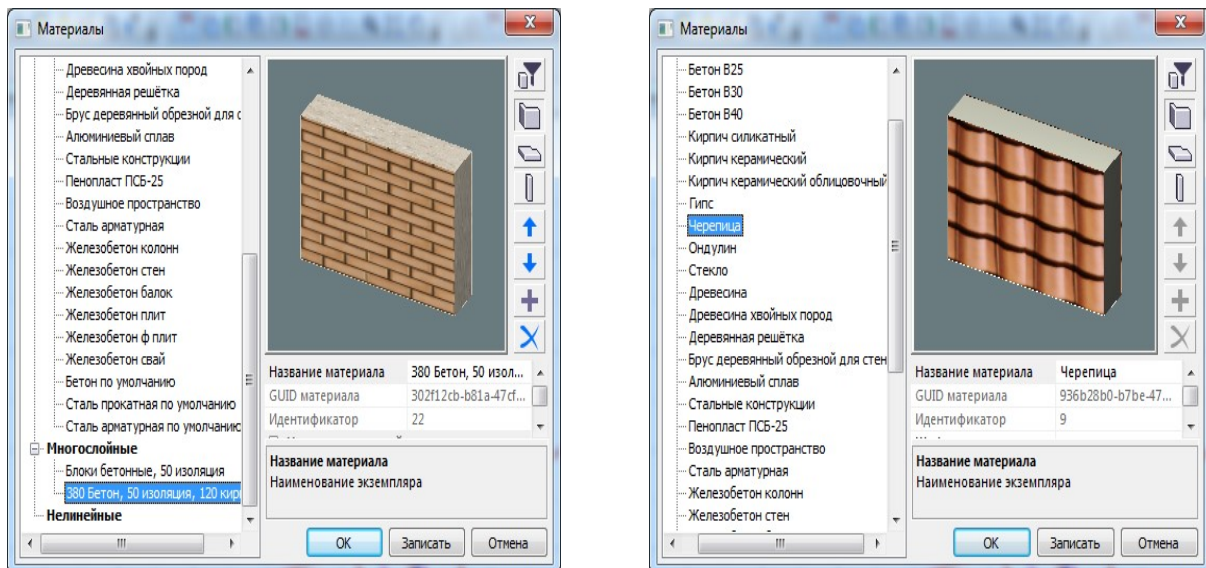 Материалы
Древесина хвойных пород
Деревянная решётка
Брус деревянный обрезной для с
Алюминиевый сплав
Стальные конструкции
Пенопласт ПСБ-25
Воздушное пространство
Сталь арматурная
Железобетон колонн
Железобетон стен
Железобетон балок
Железобетон плит
Железобетон ф плит
Железобетон свай
Бетон по умолчанию
Сталь прокатная по умолчанию
Сталь арматурная по умолчанию
Многослойные
Блоки бетонные, 50 изоляция
380 Бетон, 50 изоляция, 120 кирп
Нелинейные
Название материала 380 Бетон, 50 изол...
GUID материала 302f12cb-b81a-47cf...
Идентификатор 22
Название материала
Наименование экземпляра
OK Записать Отмена
Материалы
Бетон B25
Бетон B30
Бетон B40
Кирпич силикатный
Кирпич керамический
Кирпич керамический облицовочный
Гипс
Черепица
Ондулин
Стекло
Древесина
Древесина хвойных пород
Деревянная решётка
Брус деревянный обрезной для стен
Алюминиевый сплав
Стальные конструкции
Пенопласт ПСБ-25
Воздушное пространство
Сталь арматурная
Железобетон колонн
Железобетон стен
Название материала Черепица
GUID материала 936b28b0-b7be-47...
Идентификатор 9
Название материала
Наименование экземпляра
OK Записать Отмена